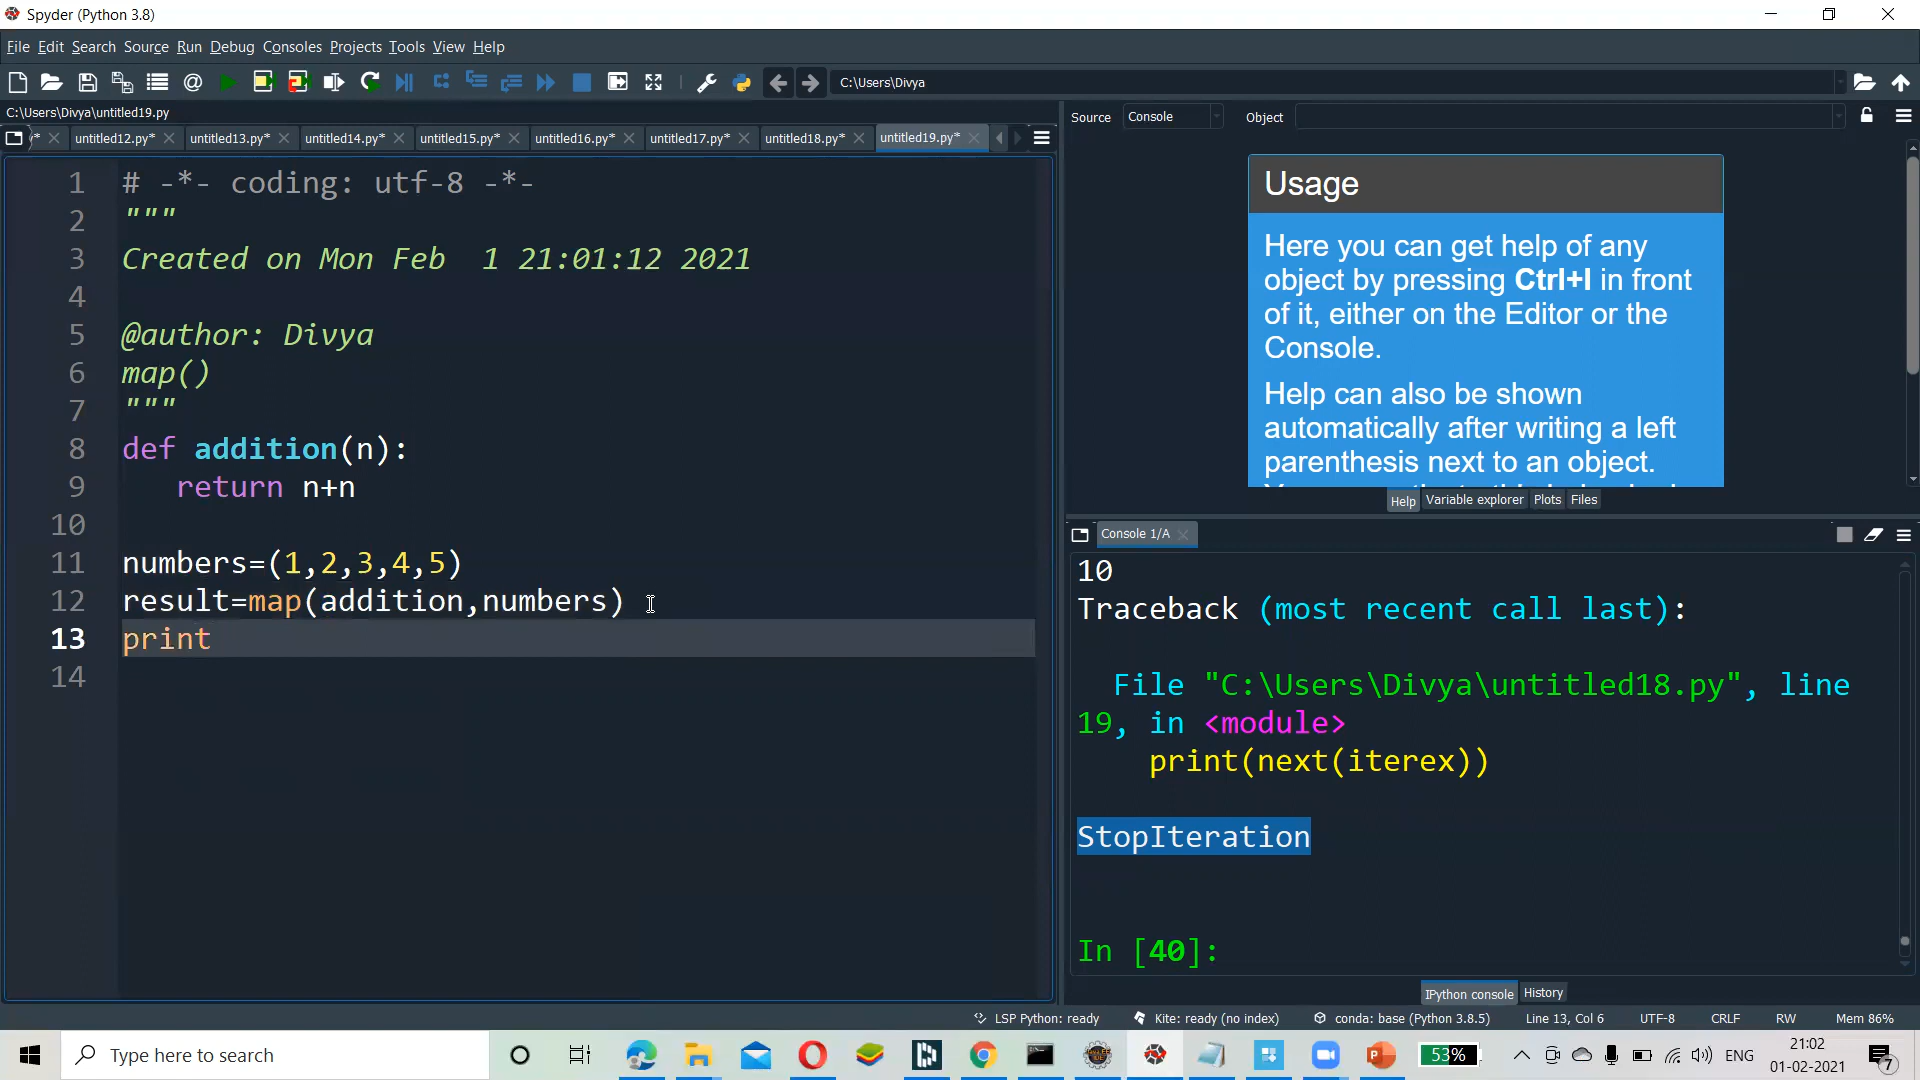 Spyder (Python 3.8)
File Edit Search Source Run Debug Consoles Projects Tools View Help
C:\Users\Divya
C:\Users\Divya\untitled19.py
Source Console Object
y* untitled12.py* untitled13.py* untitled14.py* untitled15.py* untitled16.py* untitled17.py* untitled18.py* untitled19.py*
1 # -*- coding: utf-8 -*-
2 """
3 Created on Mon Feb  1 21:01:12 2021
4
5 @author: Divya
6 map()
7 """
8 def addition(n):
9    return n+n
10
11 numbers=(1,2,3,4,5)
12 result=map(addition,numbers)
13 print
14
Usage
Here you can get help of any
object by pressing Ctrl+I in front
of it, either on the Editor or the
Console.
Help can also be shown
automatically after writing a left
parenthesis next to an object.
Help Variable explorer Plots Files
Console 1/A
10
Traceback (most recent call last):
  File "C:\Users\Divya\untitled18.py", line
19, in <module>
    print(next(iterex))
StopIteration
In [40]:
IPython console History
LSP Python: ready Kite: ready (no index) conda: base (Python 3.8.5) Line 13, Col 6 UTF-8 CRLF RW Mem 86%
Type here to search
53%
ENG
21:02
01-02-2021
7